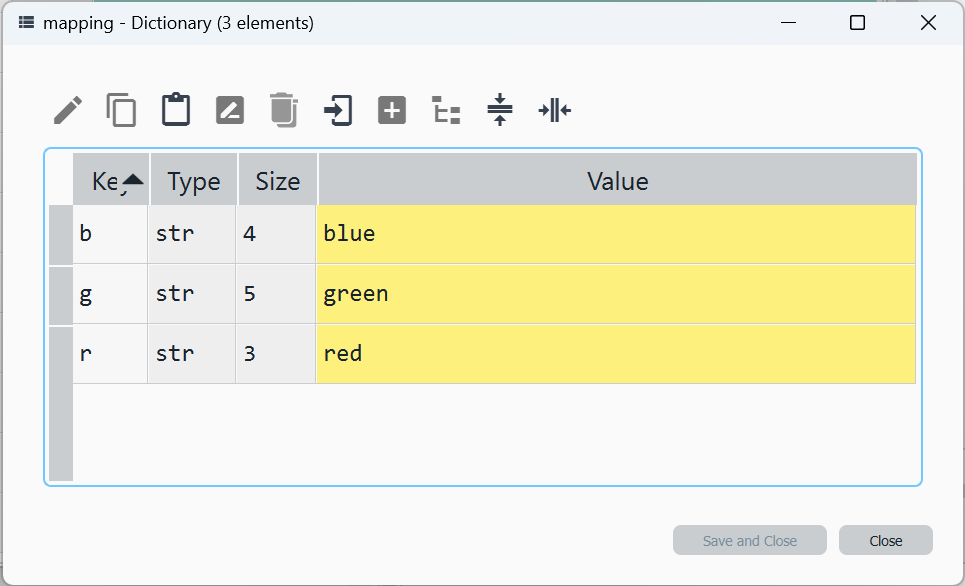 mapping - Dictionary (3 elements)
Key Type Size Value
b str 4 blue
g str 5 green
r str 3 red
Save and Close Close